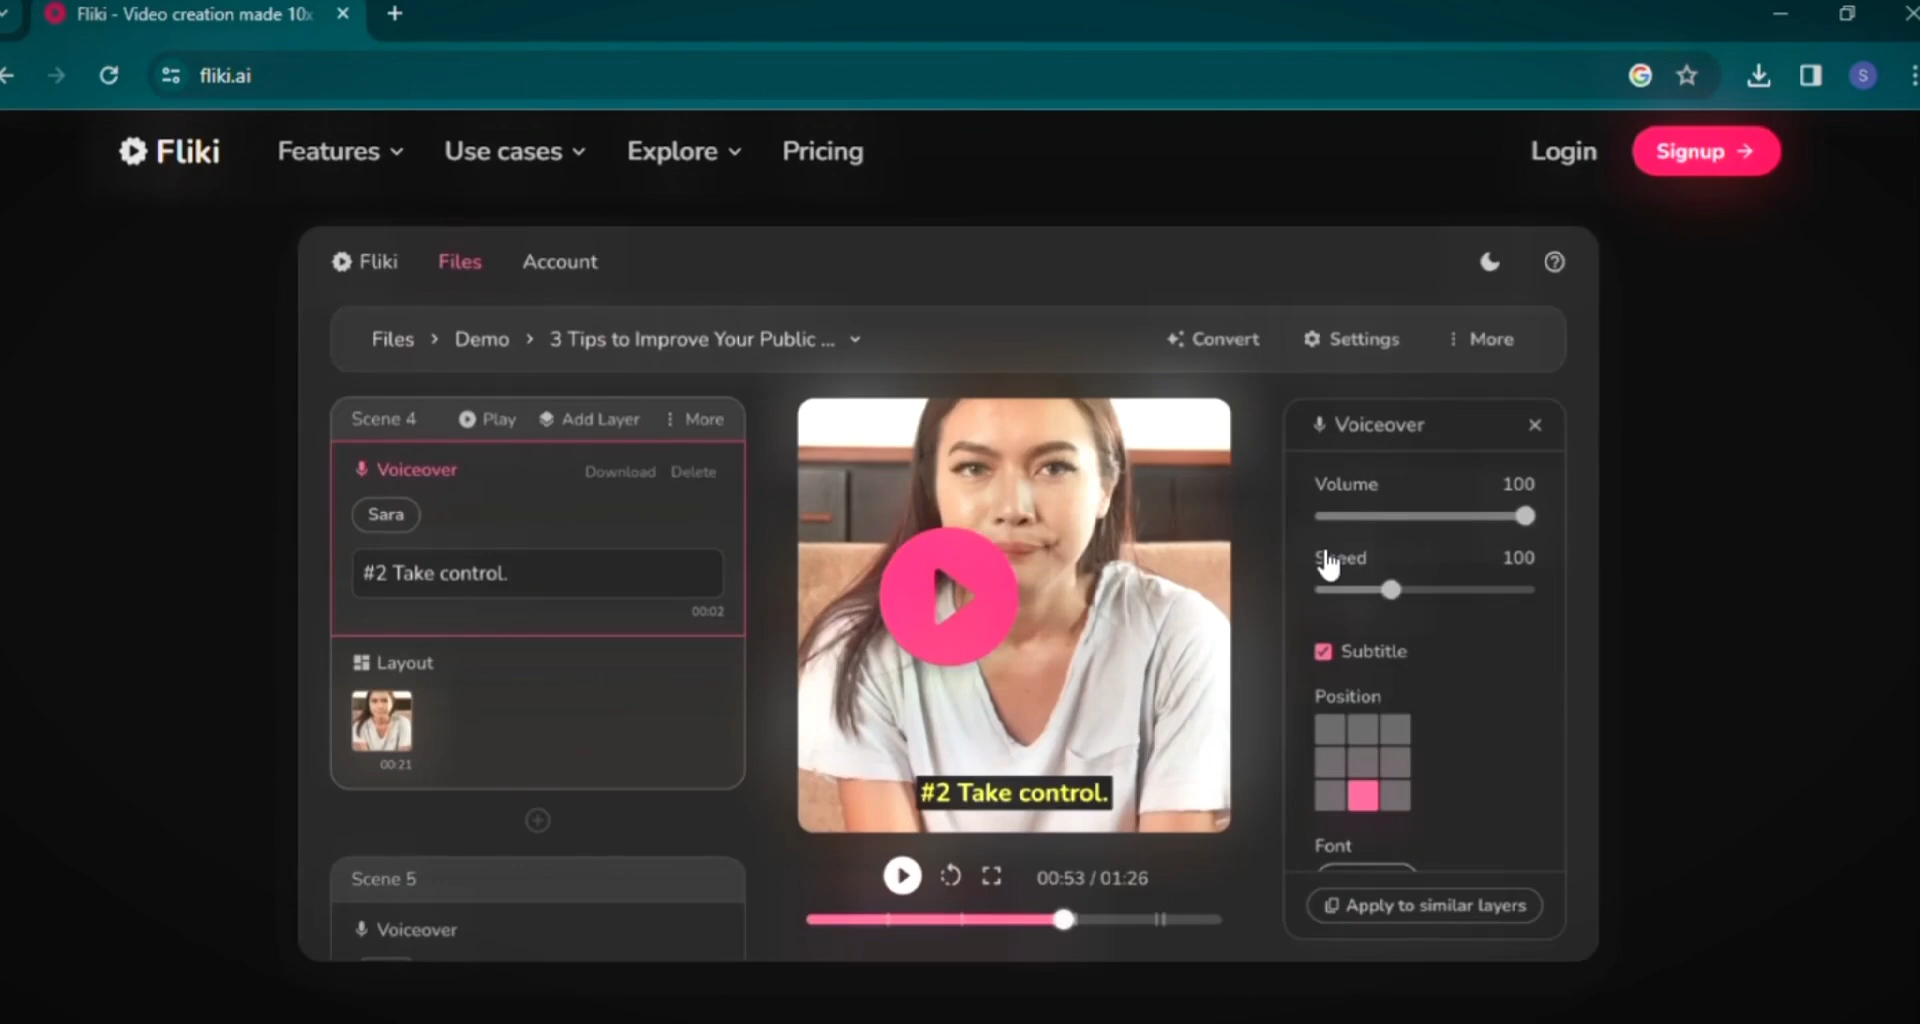 Fliki - Video creation made 10x
fliki.ai
S
Fliki
Features
Use cases
Explore
Pricing
Login
Signup
Fliki
Files
Account
Files > Demo > 3 Tips to Improve Your Public ...
Convert
Settings
More
Scene 4
Play
Add Layer
More
Voiceover
Download
Delete
Sara
#2 Take control.
00:02
Layout
00:21
Scene 5
Voiceover
#2 Take control.
00:53 / 01:26
Voiceover
Volume 100
Speed 100
Subtitle
Position
Font
Apply to similar layers